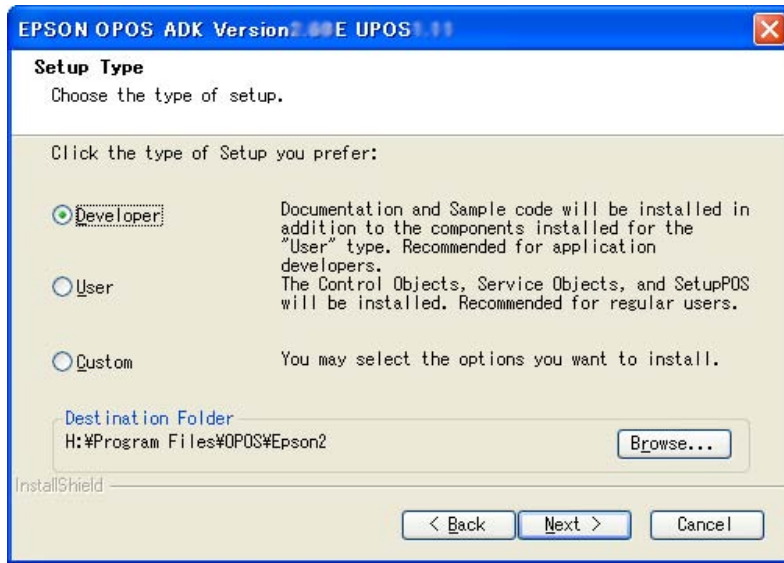 EPSON OPOS ADK Version E UPOS
Setup Type
Choose the type of setup.
Click the type of Setup you prefer:
Developer
Documentation and Sample code will be installed in
addition to the components installed for the
"User" type. Recommended for application
developers.
User
The Control Objects, Service Objects, and SetupPOS
will be installed. Recommended for regular users.
Custom
You may select the options you want to install.
Destination Folder
H:¥Program Files¥OPOS¥Epson2
Browse...
InstallShield
< Back
Next >
Cancel